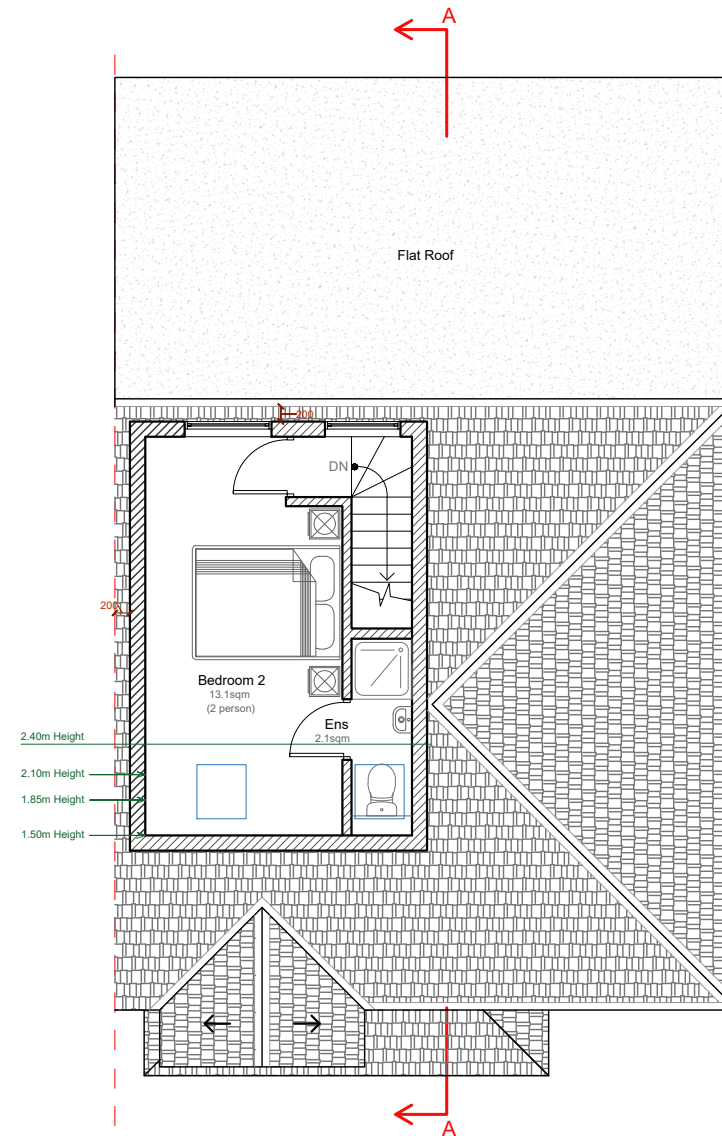 A
Flat Roof
200
DN
200
Bedroom 2
13.1sqm
(2 person)
Ens
2.1sqm
2.40m Height
2.10m Height
1.85m Height
1.50m Height
A